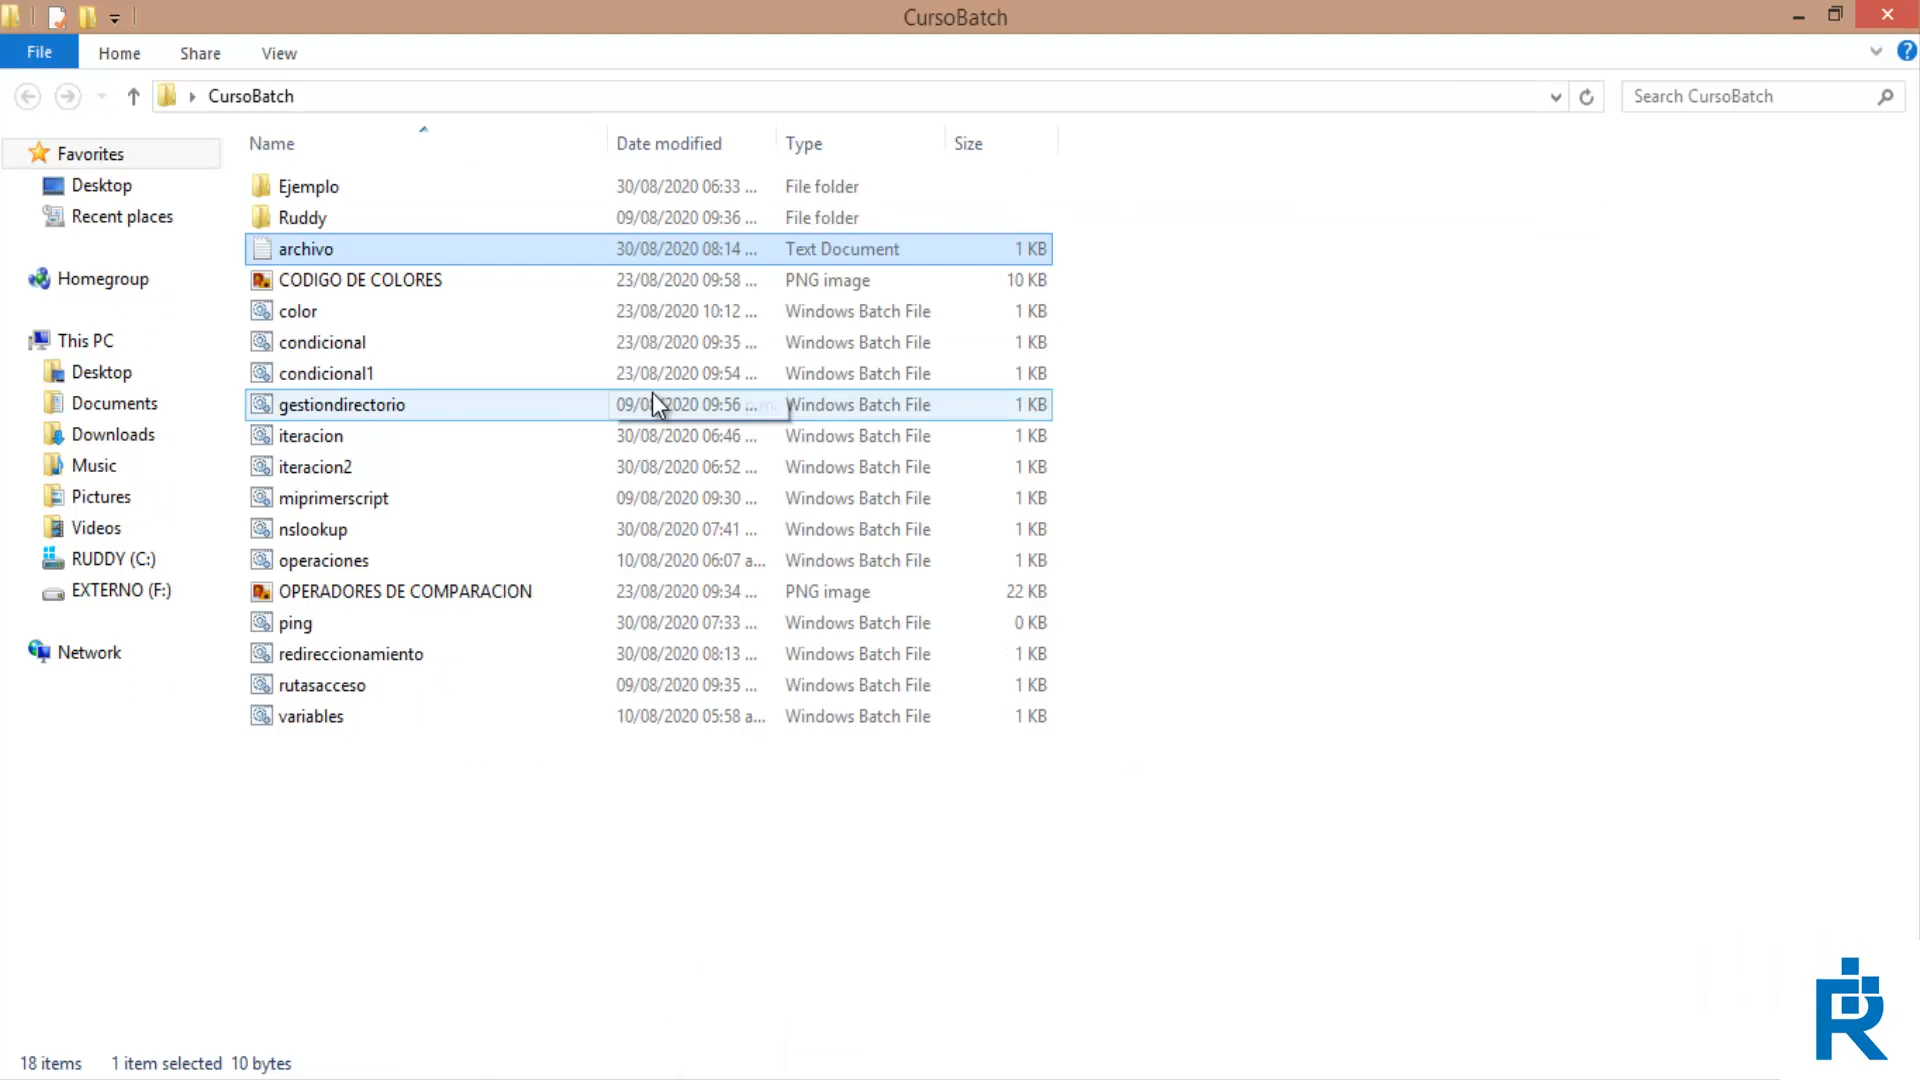 CursoBatch
File Home Share View
CursoBatch Search CursoBatch
Name Date modified Type Size
Favorites
Desktop
Recent places
Homegroup
This PC
Desktop
Documents
Downloads
Music
Pictures
Videos
RUDDY (C:)
EXTERNO (F:)
Network
Ejemplo 30/08/2020 06:33 ... File folder
Ruddy 09/08/2020 09:36 ... File folder
archivo 30/08/2020 08:14 ... Text Document 1 KB
CODIGO DE COLORES 23/08/2020 09:58 ... PNG image 10 KB
color 23/08/2020 10:12 ... Windows Batch File 1 KB
condicional 23/08/2020 09:35 ... Windows Batch File 1 KB
condicional1 23/08/2020 09:54 ... Windows Batch File 1 KB
gestiondirectorio 09/08/2020 09:56 ... Windows Batch File 1 KB
iteracion 30/08/2020 06:46 ... Windows Batch File 1 KB
iteracion2 30/08/2020 06:52 ... Windows Batch File 1 KB
miprimerscript 09/08/2020 09:30 ... Windows Batch File 1 KB
nslookup 30/08/2020 07:41 ... Windows Batch File 1 KB
operaciones 10/08/2020 06:07 a... Windows Batch File 1 KB
OPERADORES DE COMPARACION 23/08/2020 09:34 ... PNG image 22 KB
ping 30/08/2020 07:33 ... Windows Batch File 0 KB
redireccionamiento 30/08/2020 08:13 ... Windows Batch File 1 KB
rutasacceso 09/08/2020 09:35 ... Windows Batch File 1 KB
variables 10/08/2020 05:58 a... Windows Batch File 1 KB
18 items 1 item selected 10 bytes